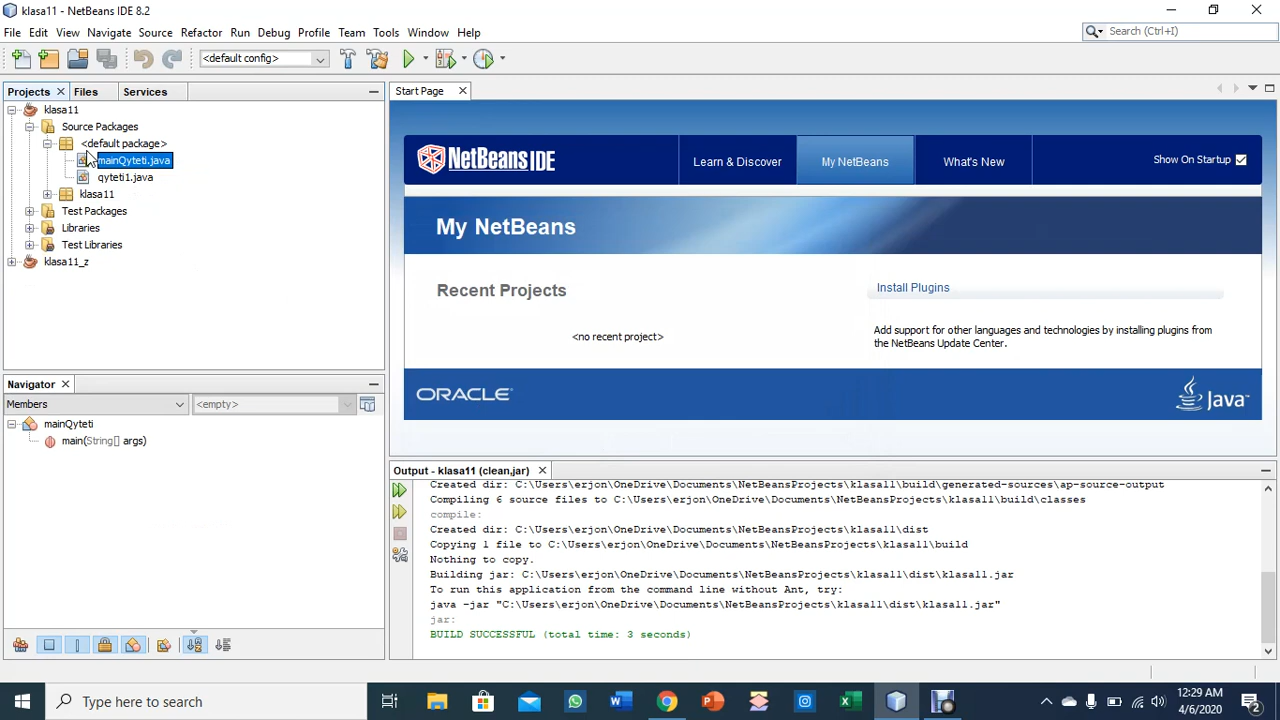 klasa11 - NetBeans IDE 8.2
File Edit View Navigate Source Refactor Run Debug Profile Team Tools Window Help
Search (Ctrl+I)
<default config>
Projects Files Services
Start Page
klasa11
Source Packages
<default package>
mainQyteti.java
qyteti1.java
klasa11
Test Packages
Libraries
Test Libraries
klasa11_z
NetBeans IDE
Learn & Discover
My NetBeans
What's New
Show On Startup
My NetBeans
Recent Projects
<no recent project>
Install Plugins
Add support for other languages and technologies by installing plugins from
the NetBeans Update Center.
ORACLE
Java
Navigator
Members
<empty>
mainQyteti
main(String[] args)
Output - klasa11 (clean,jar)
Created dir: C:\Users\erjon\OneDrive\Documents\NetBeansProjects\klasa11\build\generated-sources\ap-source-output
Compiling 6 source files to C:\Users\erjon\OneDrive\Documents\NetBeansProjects\klasa11\build\classes
compile:
Created dir: C:\Users\erjon\OneDrive\Documents\NetBeansProjects\klasa11\dist
Copying 1 file to C:\Users\erjon\OneDrive\Documents\NetBeansProjects\klasa11\build
Nothing to copy.
Building jar: C:\Users\erjon\OneDrive\Documents\NetBeansProjects\klasa11\dist\klasa11.jar
To run this application from the command line without Ant, try:
java -jar "C:\Users\erjon\OneDrive\Documents\NetBeansProjects\klasa11\dist\klasa11.jar"
jar:
BUILD SUCCESSFUL (total time: 3 seconds)
Type here to search
12:29 AM
4/6/2020
2